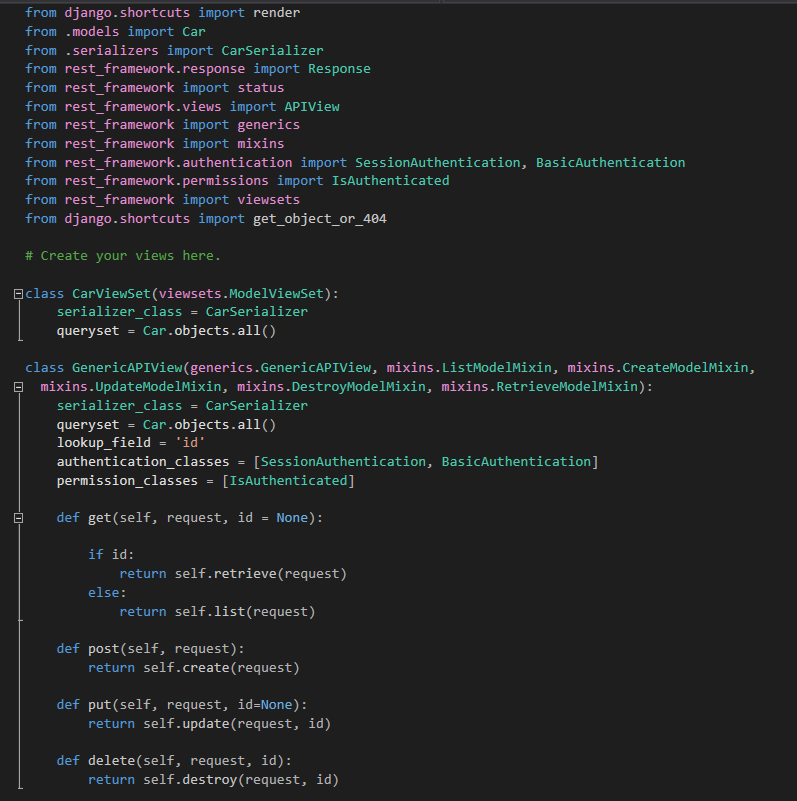 from django.shortcuts import render
from .models import Car
from .serializers import CarSerializer
from rest_framework.response import Response
from rest_framework import status
from rest_framework.views import APIView
from rest_framework import generics
from rest_framework import mixins
from rest_framework.authentication import SessionAuthentication, BasicAuthentication
from rest_framework.permissions import IsAuthenticated
from rest_framework import viewsets
from django.shortcuts import get_object_or_404

# Create your views here.

class CarViewSet(viewsets.ModelViewSet):
    serializer_class = CarSerializer
    queryset = Car.objects.all()

class GenericAPIView(generics.GenericAPIView, mixins.ListModelMixin, mixins.CreateModelMixin,
  mixins.UpdateModelMixin, mixins.DestroyModelMixin, mixins.RetrieveModelMixin):
    serializer_class = CarSerializer
    queryset = Car.objects.all()
    lookup_field = 'id'
    authentication_classes = [SessionAuthentication, BasicAuthentication]
    permission_classes = [IsAuthenticated]

    def get(self, request, id = None):

        if id:
            return self.retrieve(request)
        else:
            return self.list(request)

    def post(self, request):
        return self.create(request)

    def put(self, request, id=None):
        return self.update(request, id)

    def delete(self, request, id):
        return self.destroy(request, id)